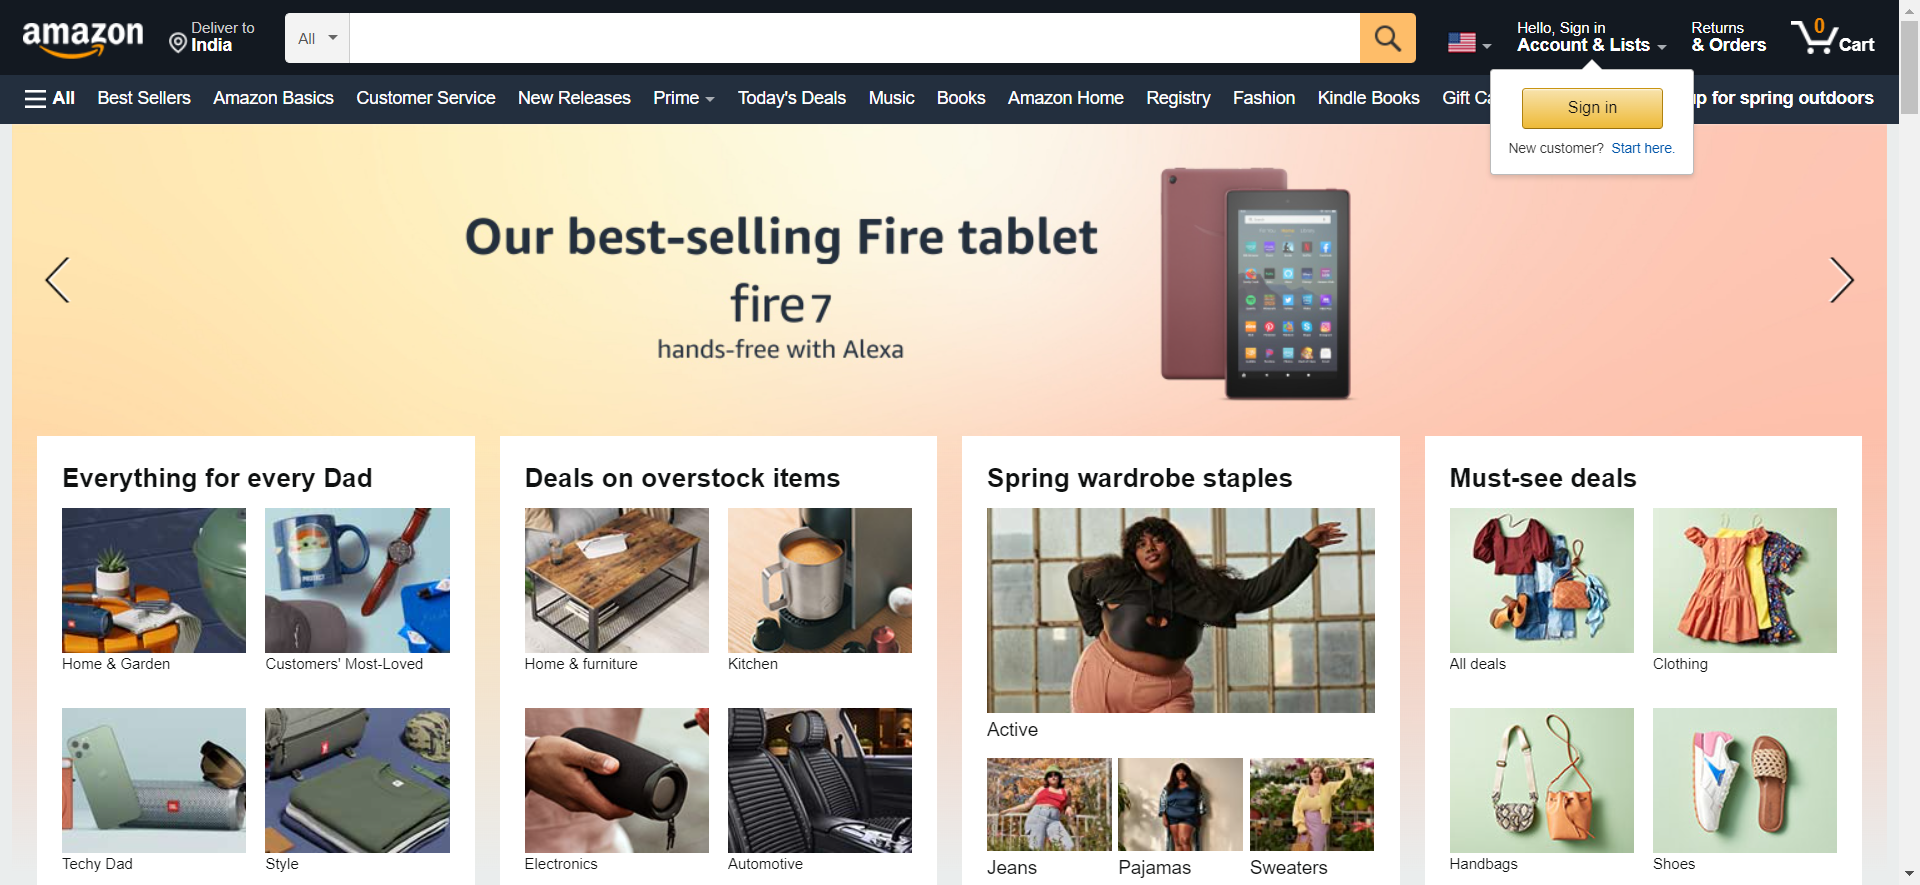 amazon
Deliver to
India
All
Hello, Sign in
Account & Lists
Returns
& Orders
0
Cart
All
Best Sellers
Amazon Basics
Customer Service
New Releases
Prime
Today's Deals
Music
Books
Amazon Home
Registry
Fashion
Kindle Books
Gift Ca
up for spring outdoors
Sign in
New customer? Start here.
Our best-selling Fire tablet
fire 7
hands-free with Alexa
Everything for every Dad
Deals on overstock items
Spring wardrobe staples
Must-see deals
PROTECT
Home & Garden
Customers' Most-Loved
Home & furniture
Kitchen
All deals
Clothing
Active
JBL
Techy Dad
Style
Electronics
Automotive
Jeans
Pajamas
Sweaters
Handbags
Shoes